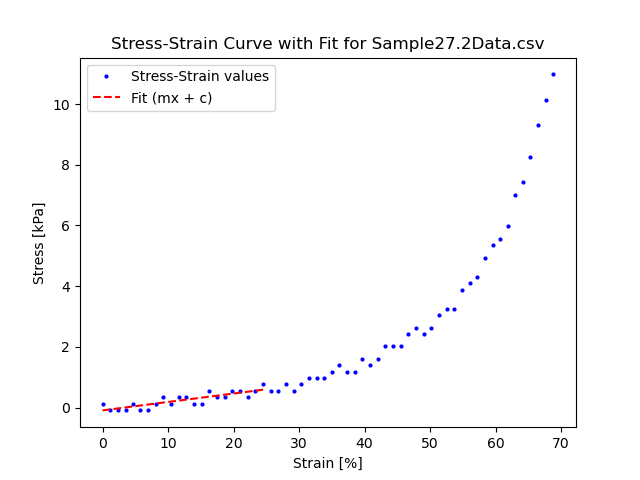 Stress-Strain Curve with Fit for Sample27.2Data.csv
Stress-Strain values
Fit (mx + c)
10
8
6
4
2
0
Stress [kPa]
0 10 20 30 40 50 60 70
Strain [%]